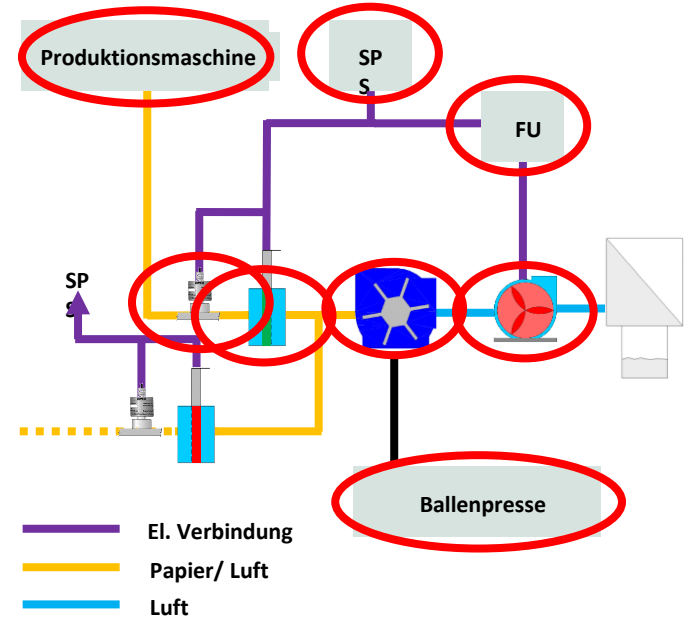 Produktionsmaschine
SP
S
FU
SP
S
Ballenpresse
El. Verbindung
Papier/ Luft
Luft